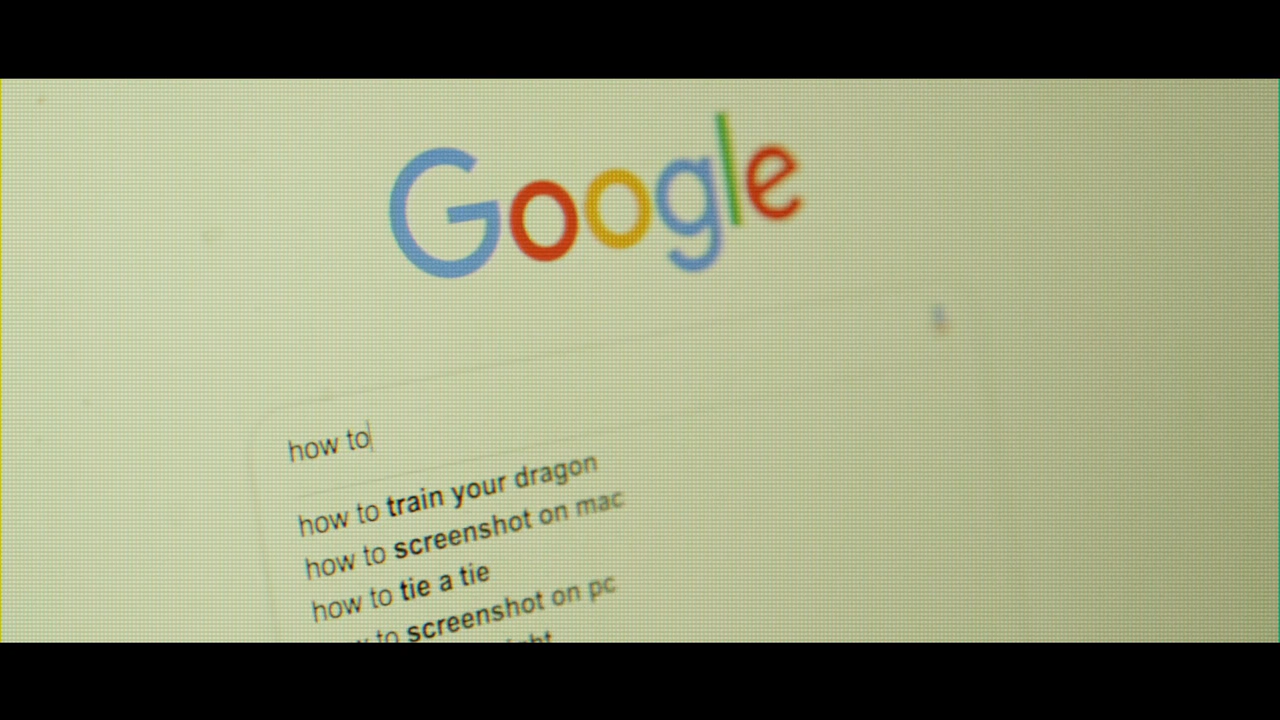 Google
how to
how to train your dragon
how to screenshot on mac
how to tie a tie
how to screenshot on pc